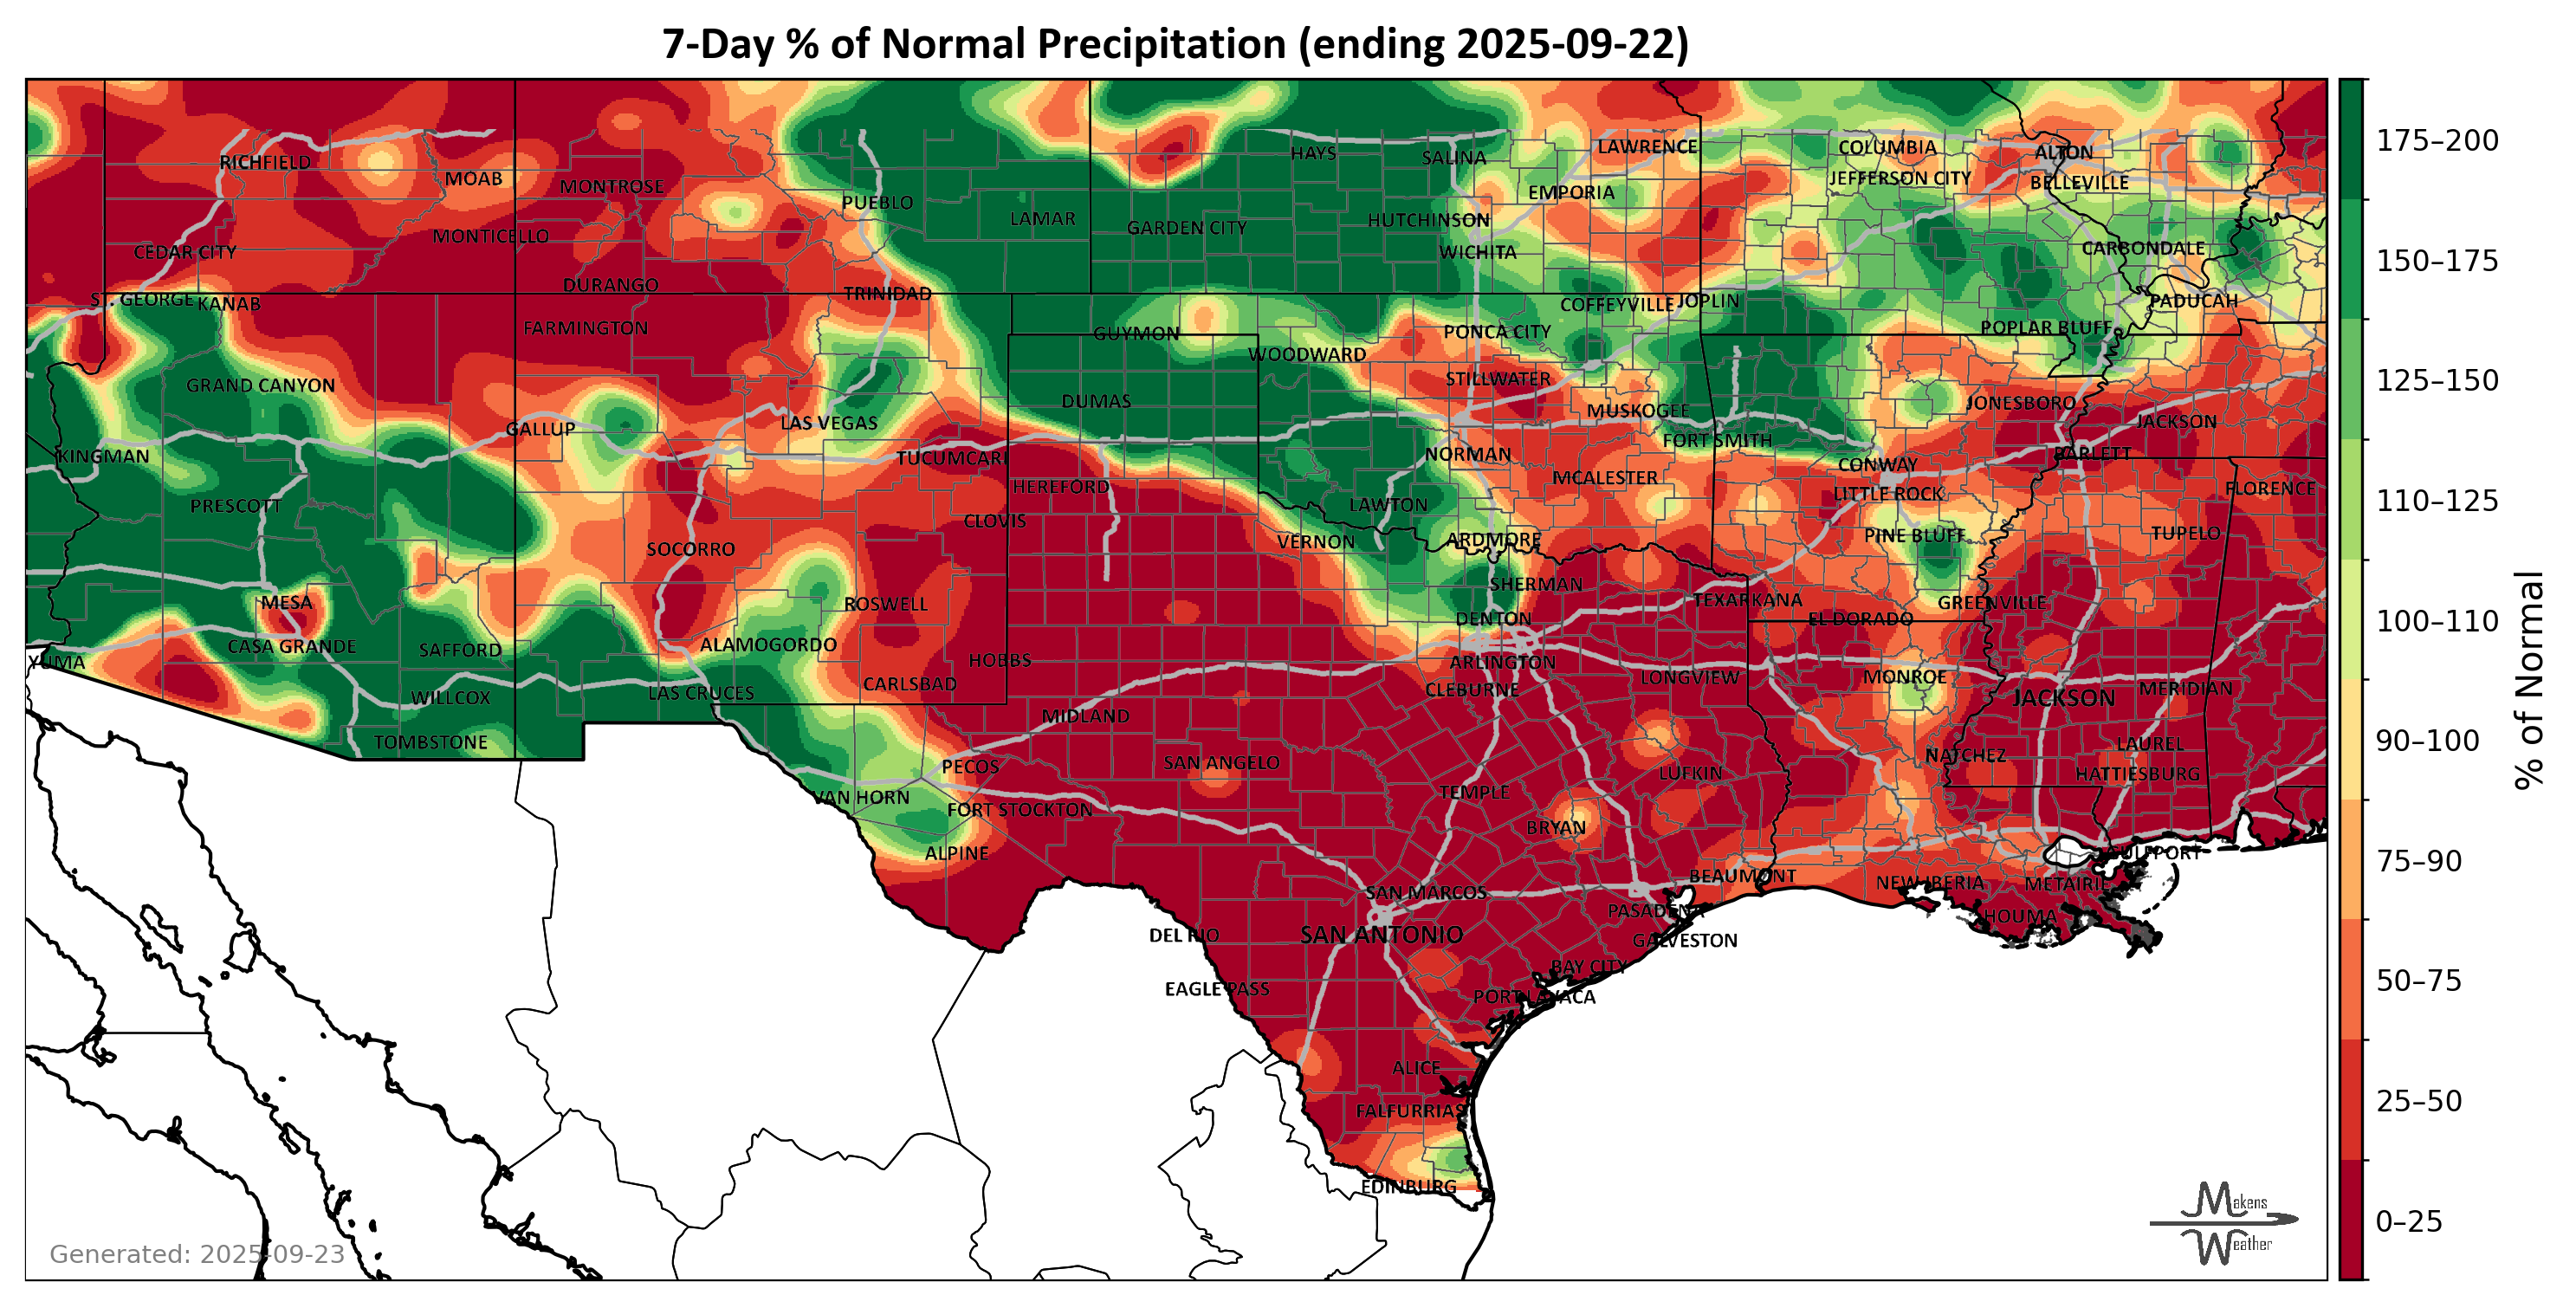 7-Day % of Normal Precipitation (ending 2025-09-22)
RICHFIELD
MOAB
MONTROSE
PUEBLO
LAMAR
HAYS
SALINA
LAWRENCE
COLUMBIA
ALTON
GARDEN CITY
HUTCHINSON
EMPORIA
JEFFERSON CITY
BELLEVILLE
CEDAR CITY
MONTICELLO
WICHITA
CARBONDALE
ST. GEORGE
KANAB
DURANGO
TRINIDAD
COFFEYVILLE
JOPLIN
PADUCAH
FARMINGTON
GUYMON
PONCA CITY
POPLAR BLUFF
WOODWARD
GRAND CANYON
DUMAS
STILLWATER
JONESBORO
GALLUP
LAS VEGAS
MUSKOGEE
JACKSON
KINGMAN
TUCUMCARI
NORMAN
FORT SMITH
CONWAY
BARLETT
PRESCOTT
HEREFORD
LAWTON
MCALESTER
LITTLE ROCK
FLORENCE
SOCORRO
CLOVIS
VERNON
ARDMORE
PINE BLUFF
TUPELO
MESA
ROSWELL
SHERMAN
TEXARKANA
GREENVILLE
CASA GRANDE
SAFFORD
ALAMOGORDO
DENTON
EL DORADO
YUMA
HOBBS
ARLINGTON
WILLCOX
LAS CRUCES
CARLSBAD
CLEBURNE
LONGVIEW
MONROE
JACKSON
MERIDIAN
TOMBSTONE
MIDLAND
PECOS
SAN ANGELO
LUFKIN
NATCHEZ
LAUREL
HATTIESBURG
VAN HORN
FORT STOCKTON
TEMPLE
BRYAN
ALPINE
GULFPORT
SAN MARCOS
BEAUMONT
NEW IBERIA
METAIRIE
DEL RIO
SAN ANTONIO
PASADENA
GALVESTON
HOUMA
EAGLE PASS
BAY CITY
PORT LAVACA
ALICE
FALFURRIAS
EDINBURG
Generated: 2025-09-23
Makens
Weather
175–200
150–175
125–150
110–125
100–110
90–100
75–90
50–75
25–50
0–25
% of Normal